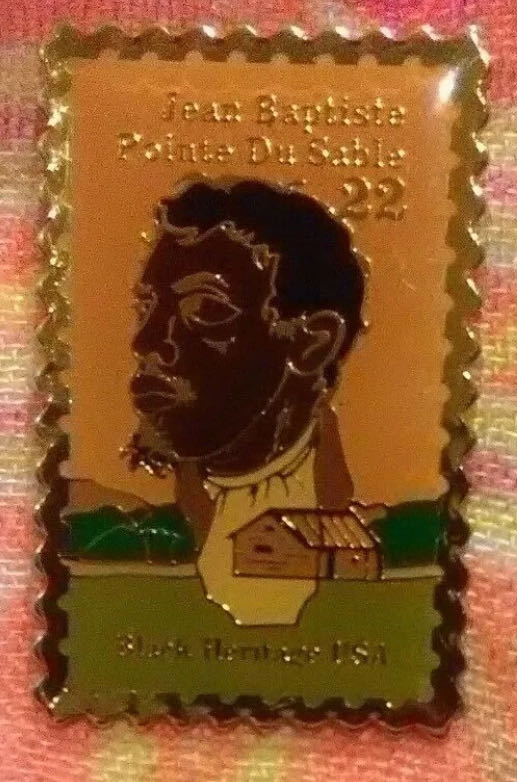 Jean Baptiste
Pointe Du Sable
22
Black Heritage USA